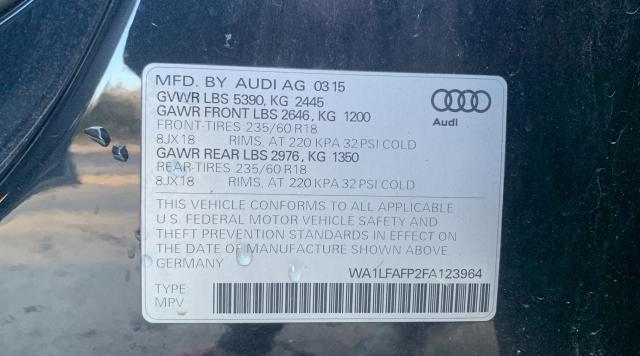 MFD. BY AUDI AG 03 15
GVWR LBS 5390, KG 2445
GAWR FRONT LBS 2646, KG 1200
FRONT-TIRES 235/60 R18
8JX18 RIMS, AT 220 KPA 32 PSI COLD
GAWR REAR LBS 2976, KG 1350
REAR-TIRES 235/60 R18
8JX18 RIMS, AT 220 KPA 32 PSI COLD
Audi
THIS VEHICLE CONFORMS TO ALL APPLICABLE
U.S. FEDERAL MOTOR VEHICLE SAFETY AND
THEFT PREVENTION STANDARDS IN EFFECT ON
THE DATE OF MANUFACTURE SHOWN ABOVE.
GERMANY
WA1LFAFP2FA123964
TYPE
MPV